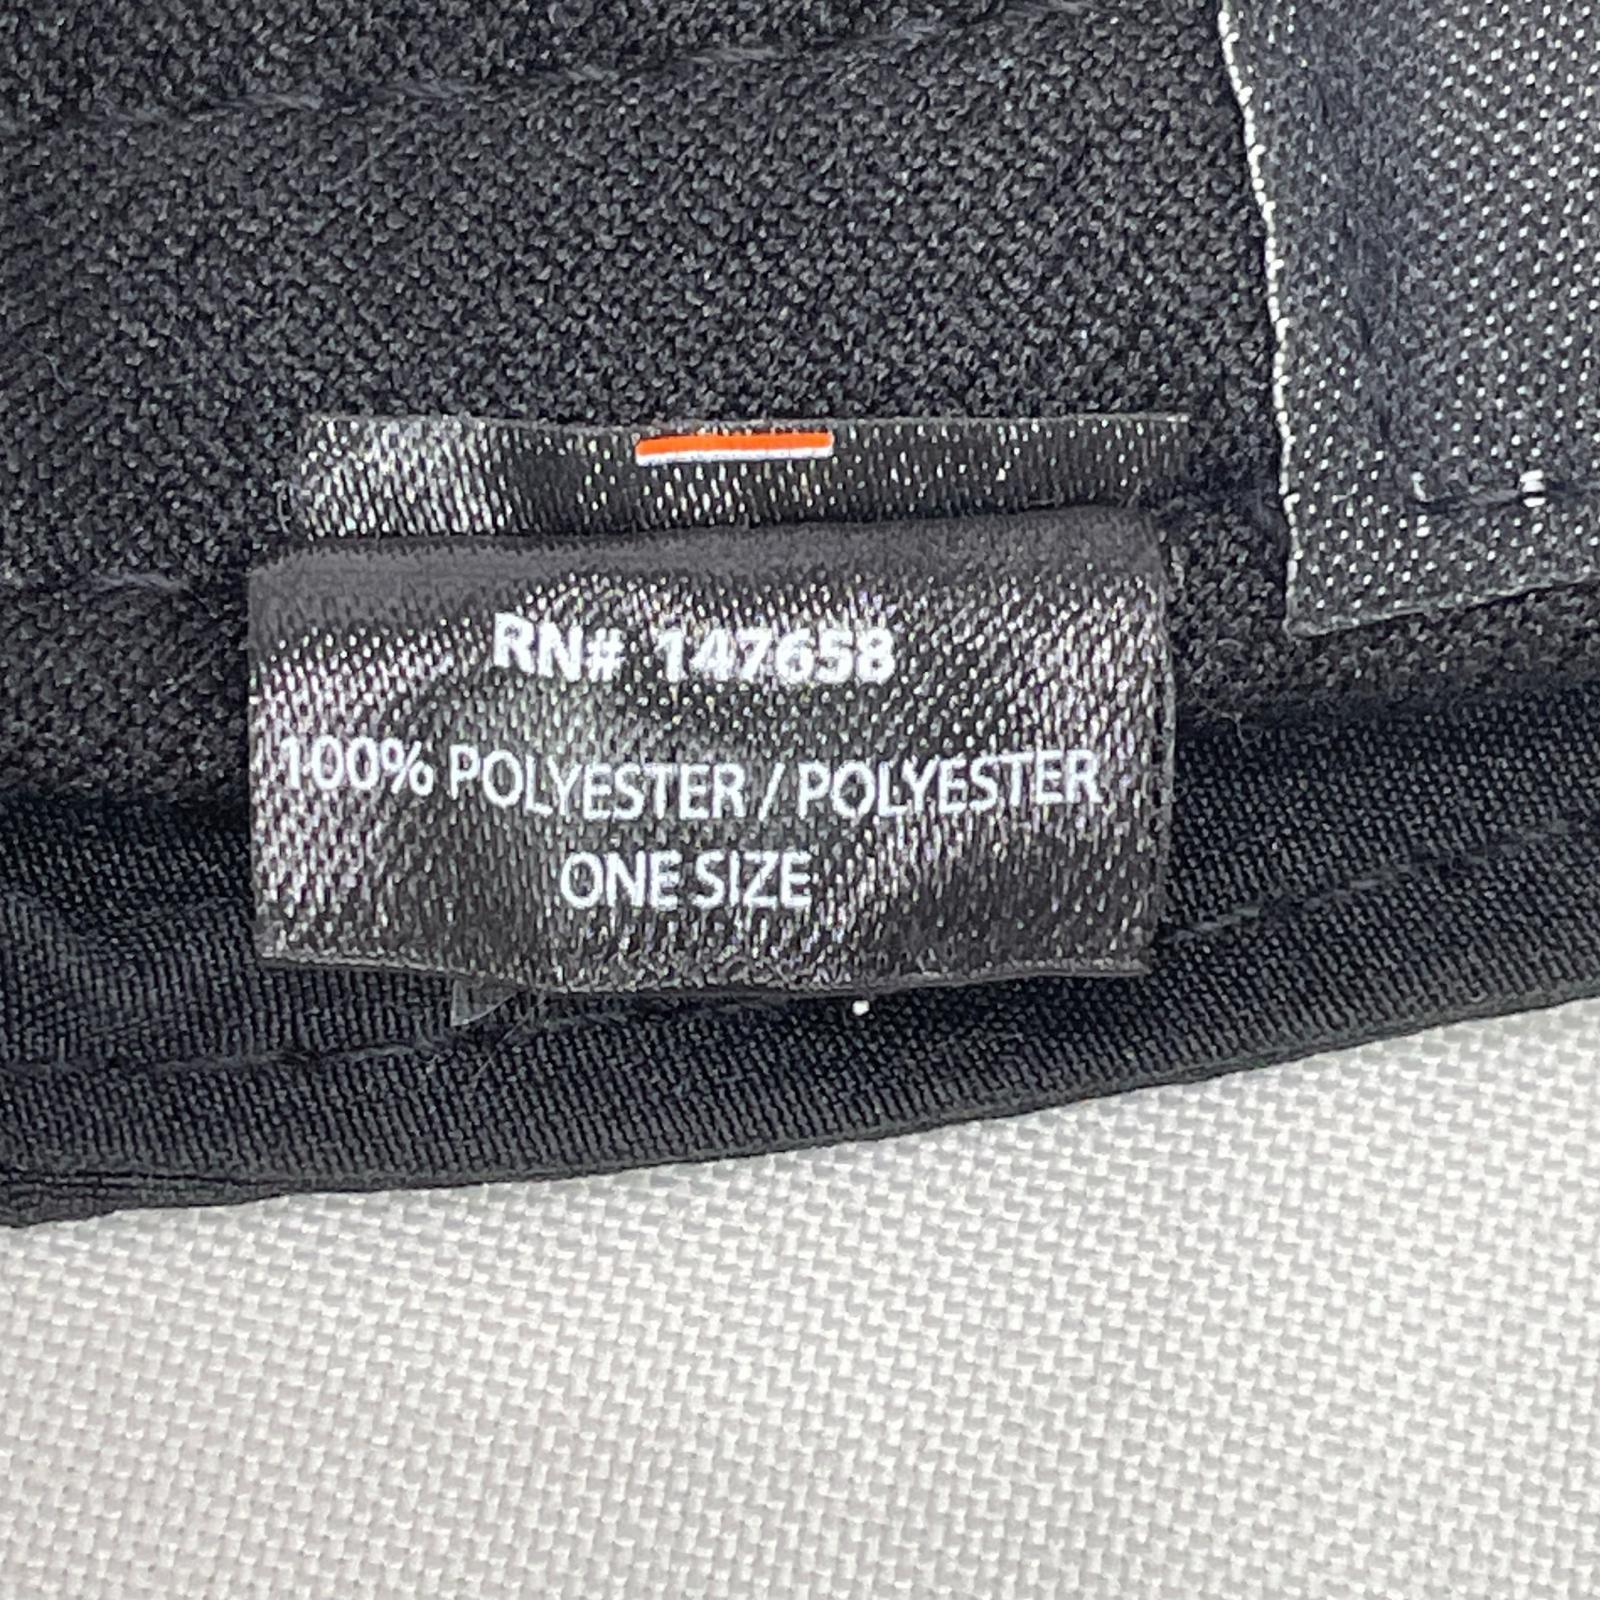 RN# 147658
100% POLYESTER / POLYESTER
ONE SIZE